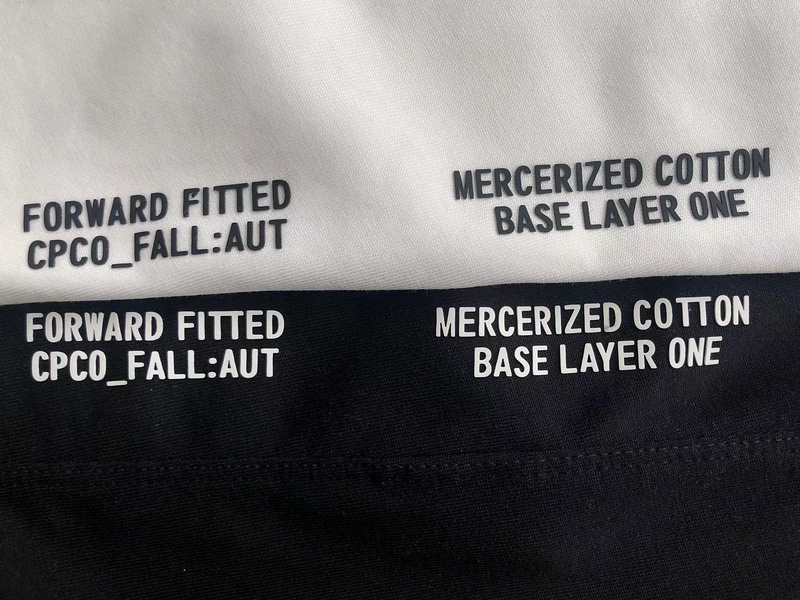 FORWARD FITTED
CPCO_FALL:AUT
MERCERIZED COTTON
BASE LAYER ONE
FORWARD FITTED
CPCO_FALL:AUT
MERCERIZED COTTON
BASE LAYER ONE